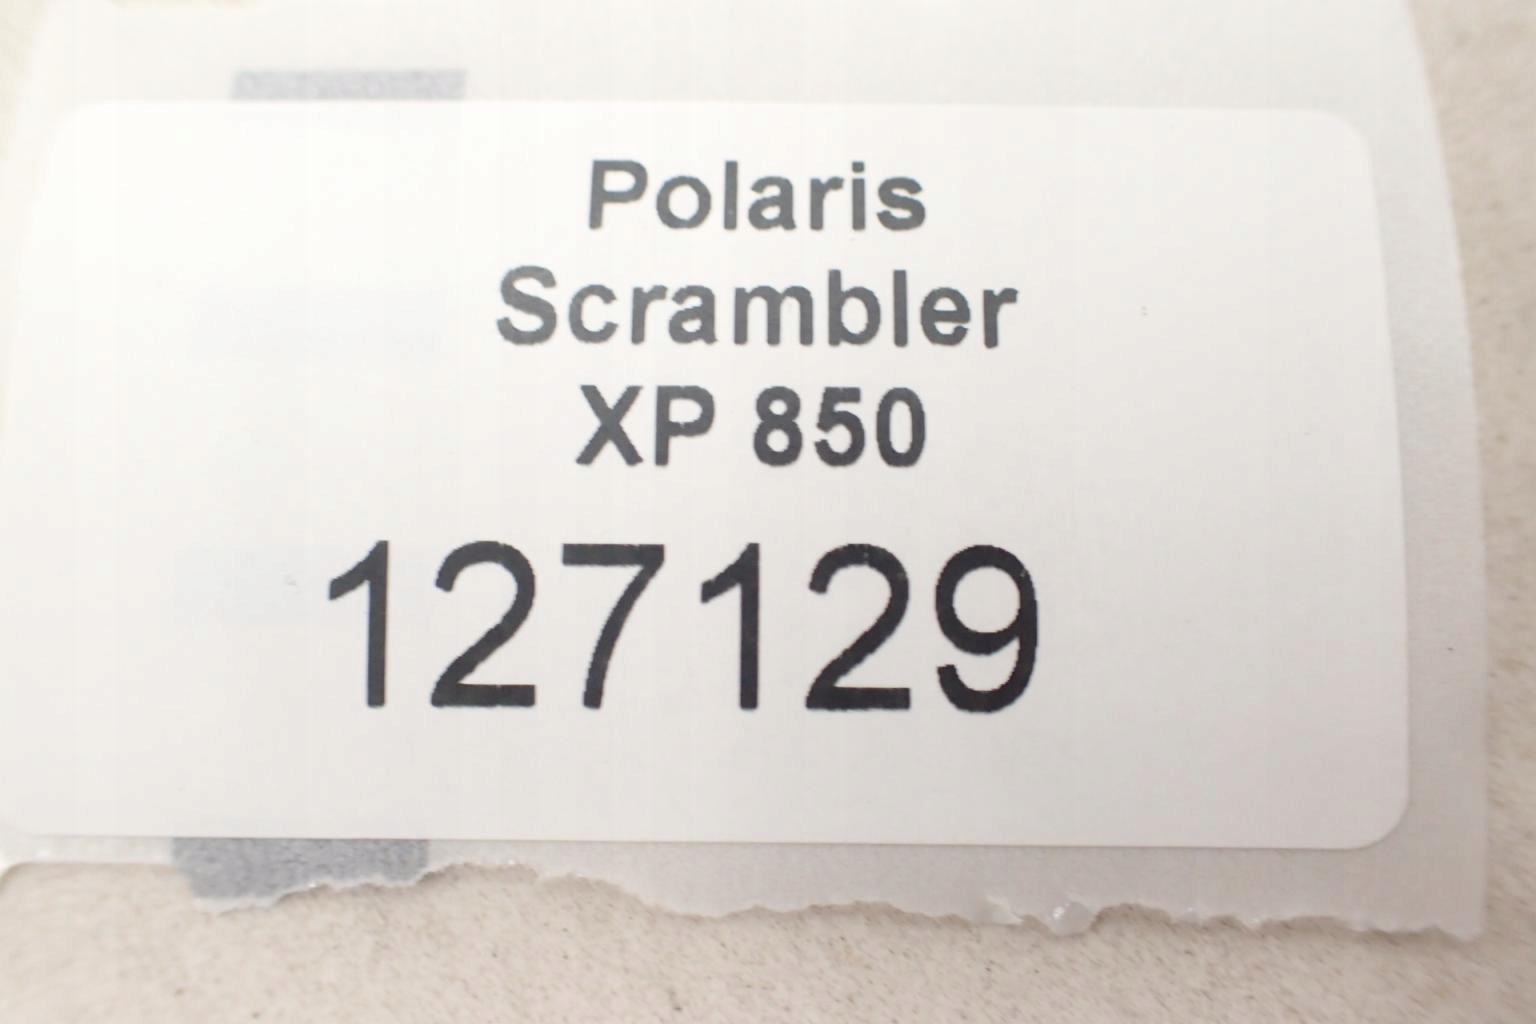 Polaris
Scrambler
XP 850
127129